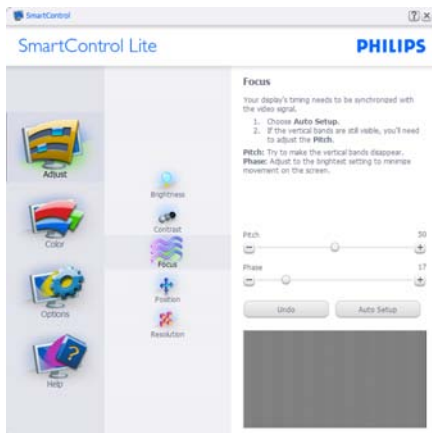 SmartControl
SmartControl Lite
PHILIPS
Adjust
Color
Options
Help
Brightness
Contrast
Focus
Position
Resolution
Focus
Your display's timing needs to be synchronized with
the video signal.
1. Choose Auto Setup.
2. If the vertical bands are still visible, you'll need
to adjust the Pitch.
Pitch: Try to make the vertical bands disappear.
Phase: Adjust to the brightest setting to minimize
movement on the screen.
Pitch 50
Phase 17
Undo Auto Setup